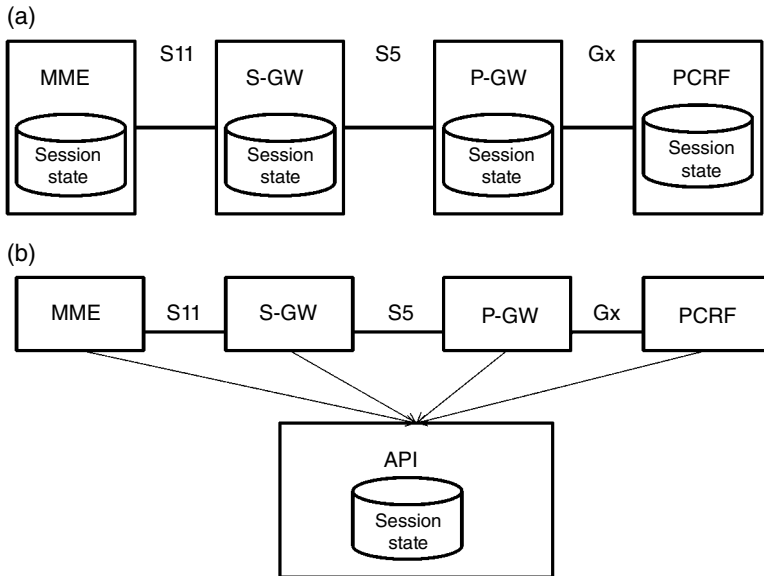 (a)
S11 S5 Gx
MME S-GW P-GW PCRF
Session Session Session Session
state state state state
(b)
MME S11 S-GW S5 P-GW Gx PCRF
API
Session
state